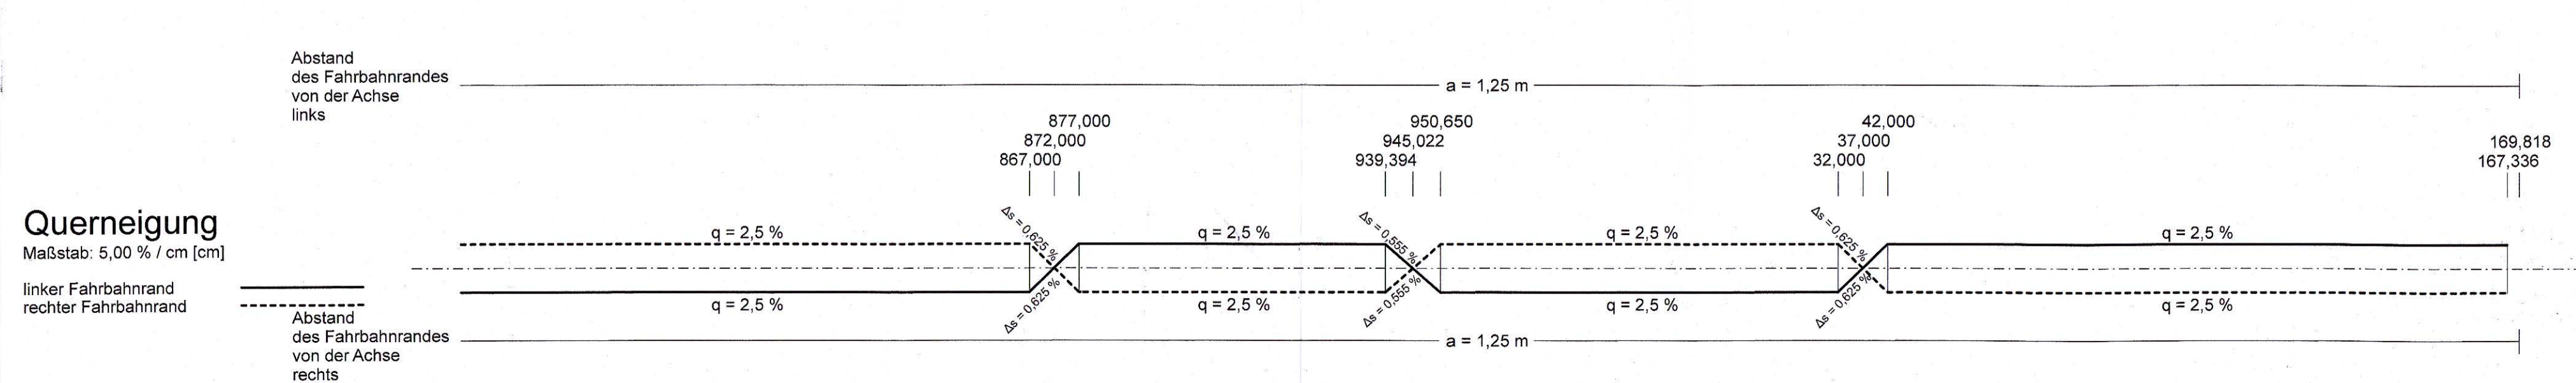 Abstand
des Fahrbahnrandes
von der Achse
links
a = 1,25 m
877,000
872,000
867,000
950,650
945,022
939,394
42,000
37,000
32,000
169,818
167,336
Querneigung
Maßstab: 5,00 % / cm [cm]
linker Fahrbahnrand
rechter Fahrbahnrand
q = 2,5 %
q = 2,5 %
Δs = 0,625 %
Δs = 0,625 %
q = 2,5 %
q = 2,5 %
Δs = 0,555 %
Δs = 0,555 %
q = 2,5 %
q = 2,5 %
Δs = 0,625 %
Δs = 0,625 %
q = 2,5 %
q = 2,5 %
Abstand
des Fahrbahnrandes
von der Achse
rechts
a = 1,25 m